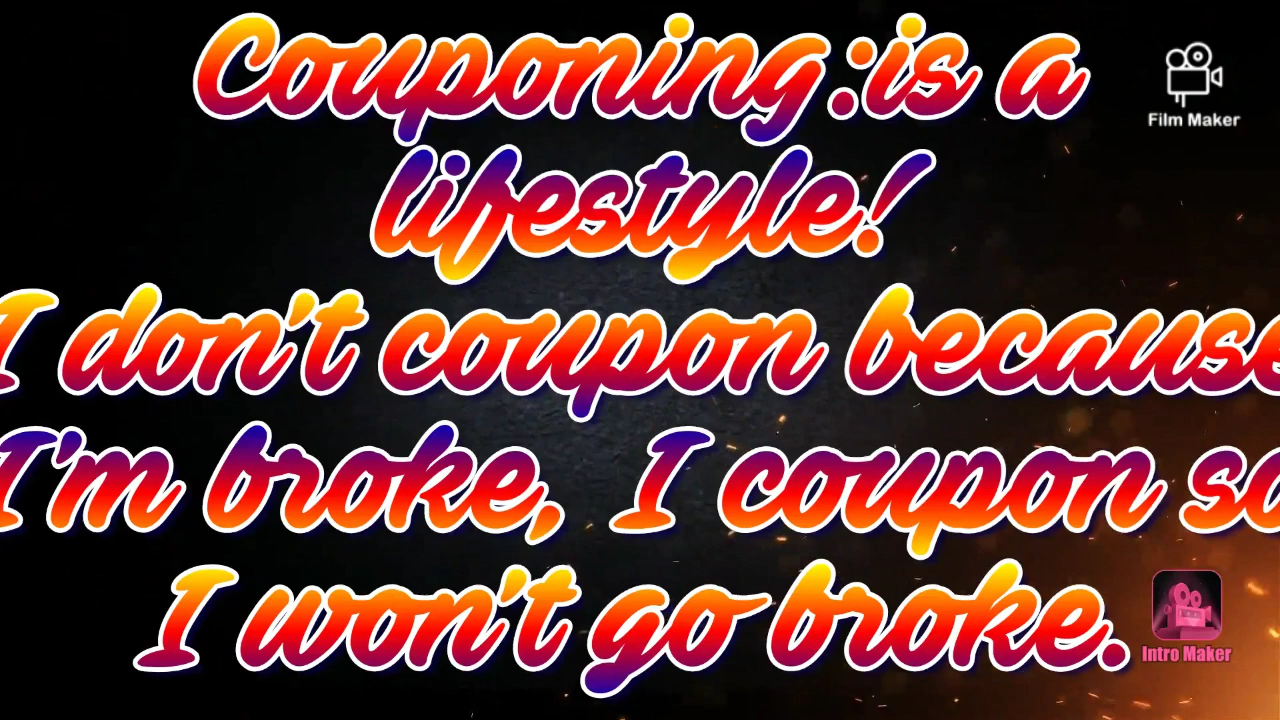 Couponing:is a
lifestyle!
I don't coupon because
I'm broke, I coupon so
I won't go broke.
Film Maker
Intro Maker